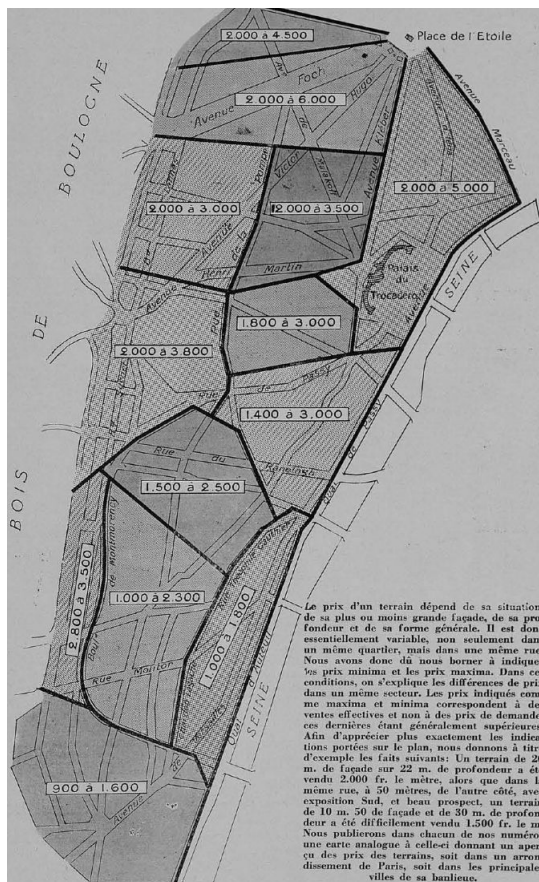 2.000 à 4.500
Place de l'Etoile
Avenue Foch
2.000 à 6.000
Avenue
Victor Hugo
Avenue Kléber
Avenue Marceau
BOULOGNE
2.000 à 5.000
2.000 à 3.000
2.000 à 3.500
Avenue
de la Pompe
Henri Martin
Palais
du
Trocadéro
Avenue
SEINE
DE
Avenue
1.800 à 3.000
2.000 à 3.800
Rue
de Passy
1.400 à 3.000
Quai de Passy
Rue du Ranelagh
1.500 à 2.500
BOIS
2.800 à 3.500
de Montmorency
1.000 à 2.300
1.000 à 1.800
Rue
SEINE
900 à 1.600
Avenue
Le prix d'un terrain dépend de sa situation
de sa plus ou moins grande façade, de sa pro
fondeur et de sa forme générale. Il est don
essentiellement variable, non seulement dan
un même quartier, mais dans une même rue
Nous avons donc dû nous borner à indique
les prix minima et les prix maxima. Dans ce
conditions, on s'explique les différences de pri
dans un même secteur. Les prix indiqués com
me maxima et minima correspondent à de
ventes effectives et non à des prix de demande
ces dernières étant généralement supérieure
Afin d'apprécier plus exactement les indica
tions portées sur le plan, nous donnons à titr
d'exemple les faits suivants: Un terrain de 20
m. de façade sur 22 m. de profondeur a été
vendu 2.000 fr. le mètre, alors que dans l
même rue, à 50 mètres, de l'autre côté, ave
exposition Sud, et beau prospect, un terrain
de 10 m. 50 de façade et de 30 m. de profon
deur a été difficilement vendu 1.500 fr. le m
Nous publierons dans chacun de nos numéro
une carte analogue à celle-ci donnant un aper
çu des prix des terrains, soit dans un arron
dissement de Paris, soit dans les principale
villes de sa banlieue.